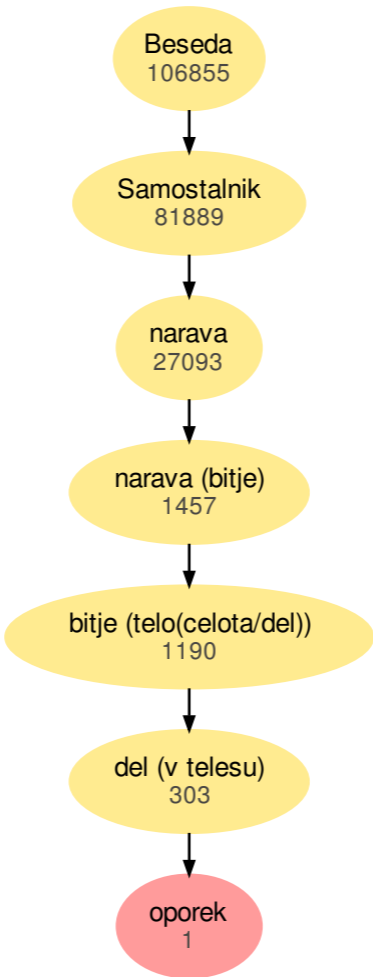 Beseda
106855
Samostalnik
81889
narava
27093
narava (bitje)
1457
bitje (telo(celota/del))
1190
del (v telesu)
303
oporek
1